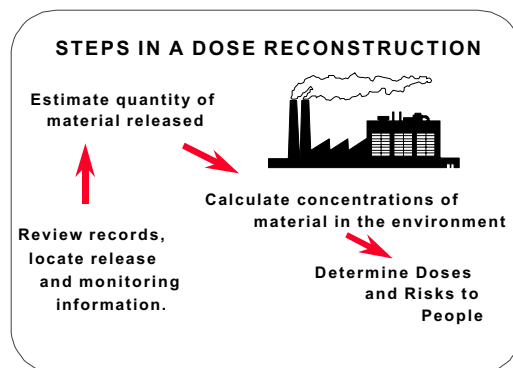 STEPS IN A DOSE RECONSTRUCTION
Estimate quantity of
material released
Calculate concentrations of
material in the environment
Review records,
locate release
and monitoring
information.
Determine Doses
and Risks to
People